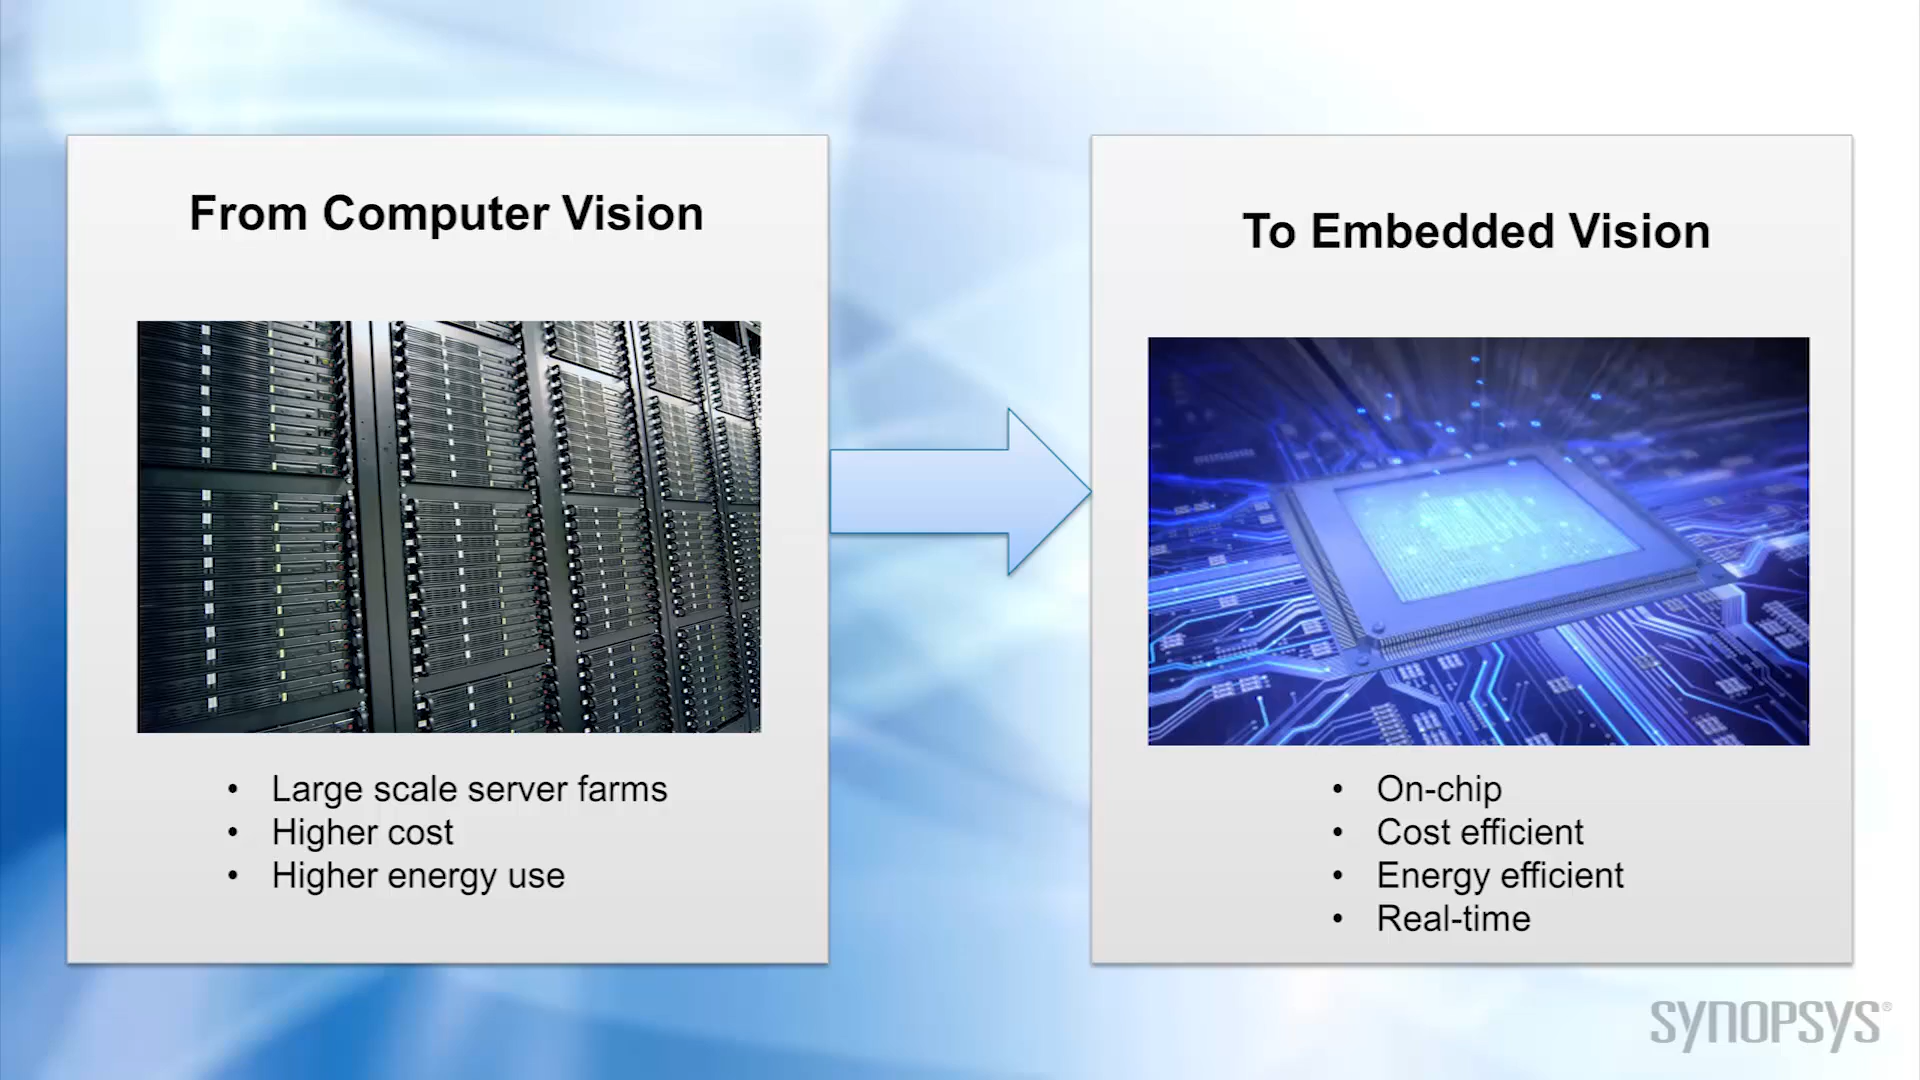 From Computer Vision
• Large scale server farms
• Higher cost
• Higher energy use
To Embedded Vision
• On-chip
• Cost efficient
• Energy efficient
• Real-time
SYNOPSYS®